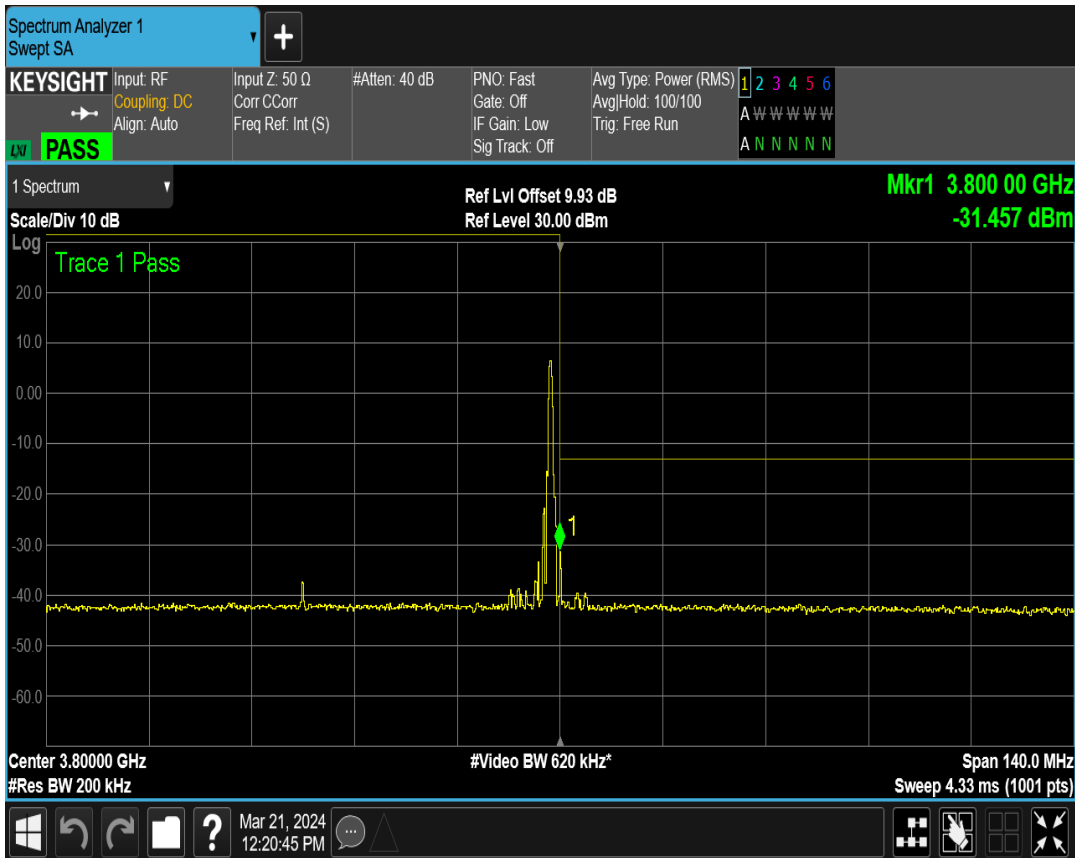 Spectrum Analyzer 1
Swept SA
+
KEYSIGHT
LXI PASS
Input: RF
Coupling: DC
Align: Auto
Input Z: 50 Ω
Corr CCorr
Freq Ref: Int (S)
#Atten: 40 dB
PNO: Fast
Gate: Off
IF Gain: Low
Sig Track: Off
Avg Type: Power (RMS)
Avg|Hold: 100/100
Trig: Free Run
1 2 3 4 5 6
A W W W W W
A N N N N N
1 Spectrum
Scale/Div 10 dB
Ref Lvl Offset 9.93 dB
Ref Level 30.00 dBm
Mkr1 3.800 00 GHz
-31.457 dBm
Log
Trace 1 Pass
20.0
10.0
0.00
-10.0
-20.0
1
-30.0
-40.0
-50.0
-60.0
Center 3.80000 GHz
#Res BW 200 kHz
#Video BW 620 kHz*
Span 140.0 MHz
Sweep 4.33 ms (1001 pts)
?
Mar 21, 2024
12:20:45 PM